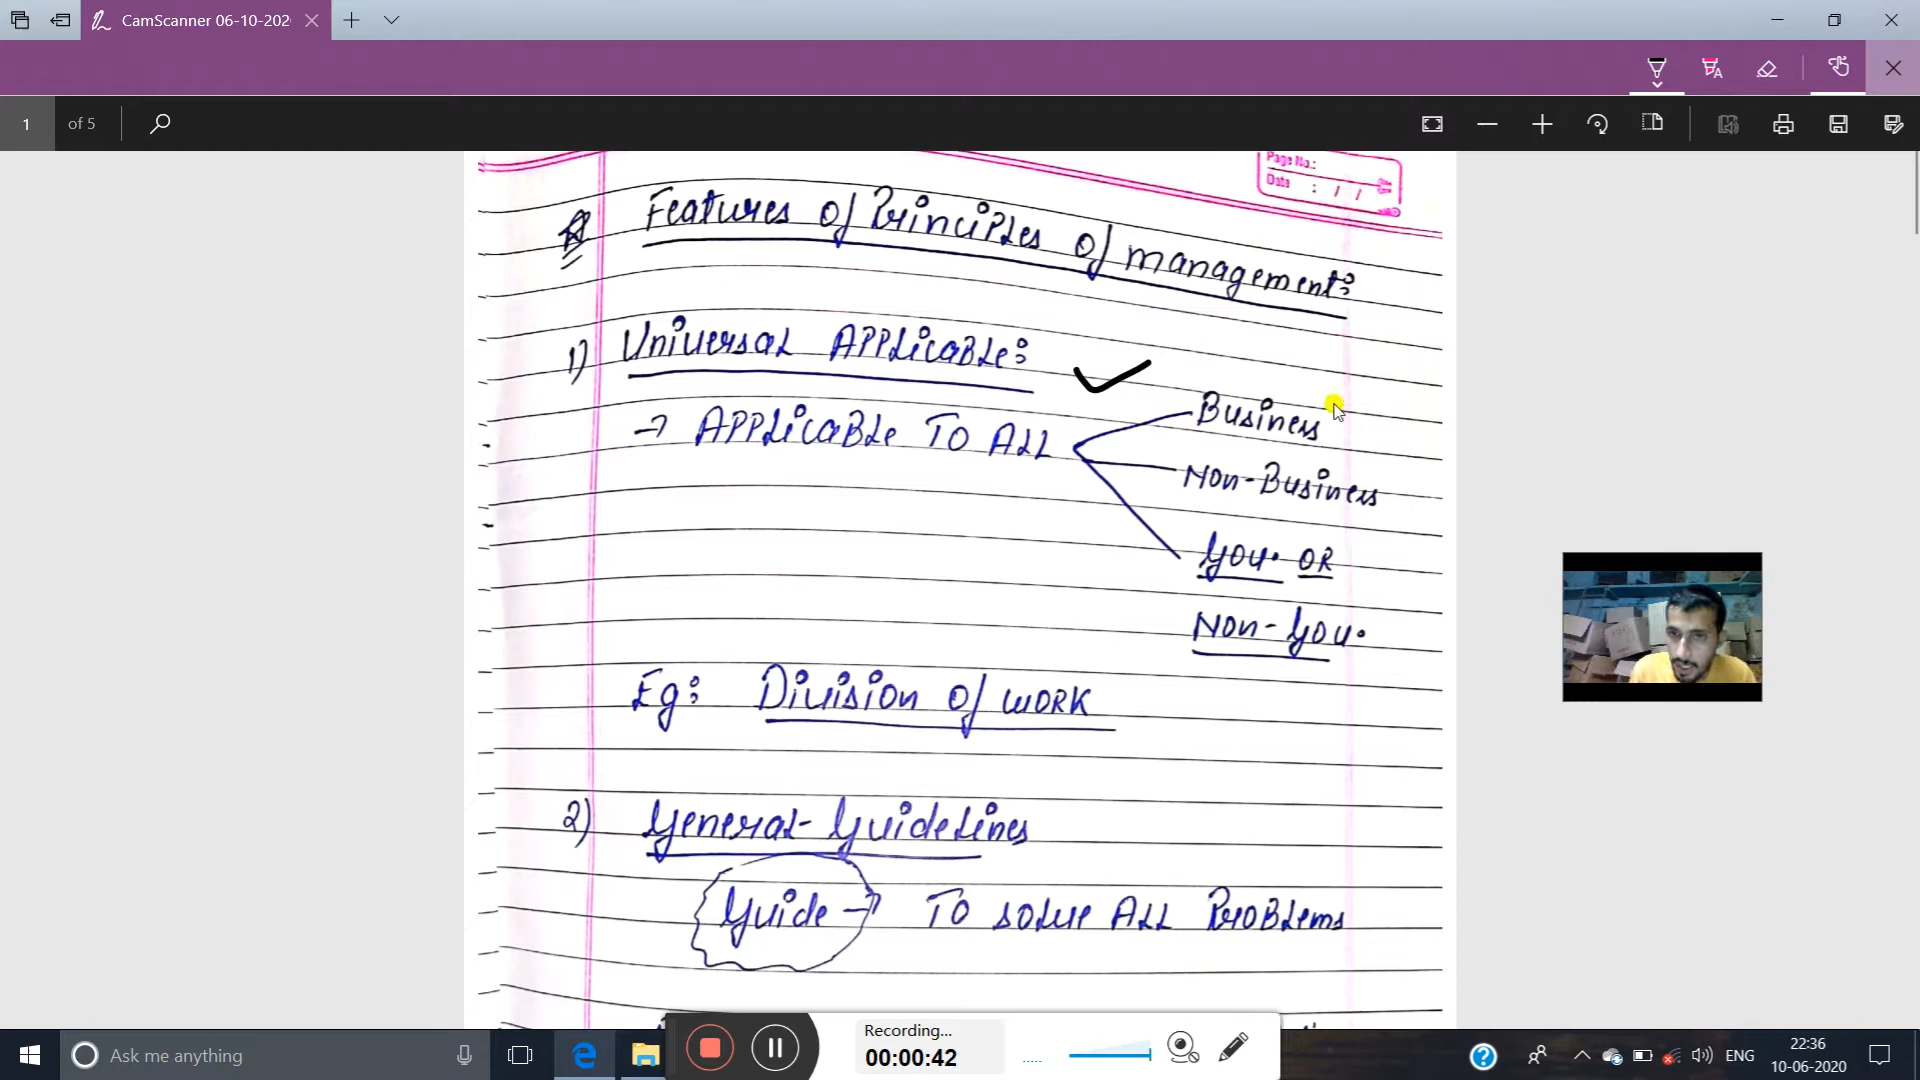 CamScanner 06-10-202
1 of 5
Page No.:
Date : / /
Features of Principles of management:
1) Universal Applicable:
→ Applicable To All
Business
Non-Business
Gov. OR
Non-Gov.
Eg: Division of work
2) General-Guidelines
Guide → To solve All Problems
Recording...
00:00:42
Ask me anything
ENG
22:36
10-06-2020